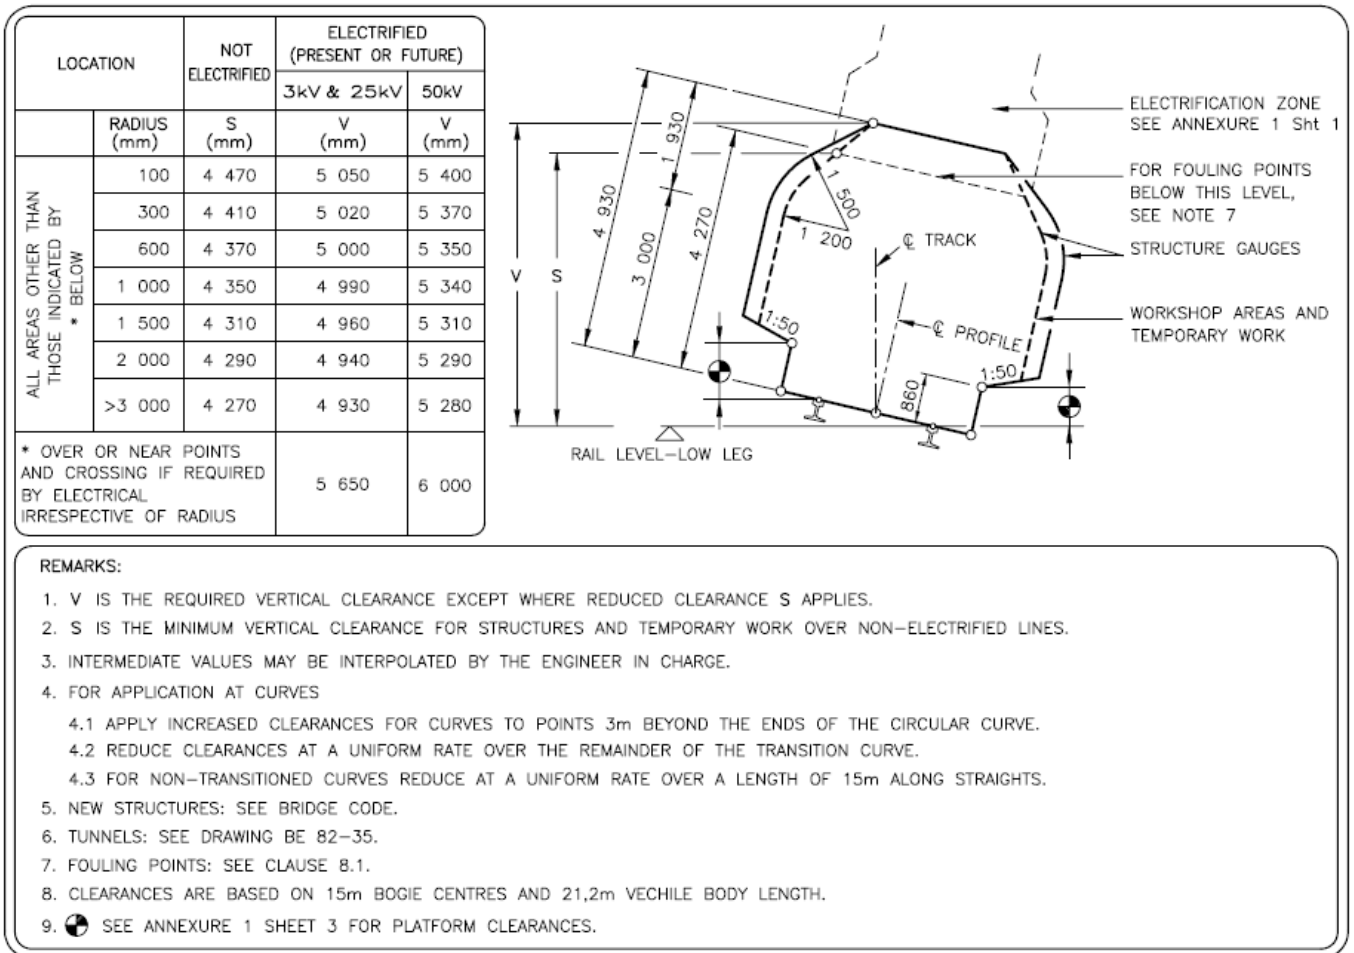 LOCATION
NOT
ELECTRIFIED
ELECTRIFIED
(PRESENT OR FUTURE)
3kV & 25kV
50kV
RADIUS
(mm)
S
(mm)
V
(mm)
V
(mm)
ALL AREAS OTHER THAN
THOSE INDICATED BY
* BELOW
100 4 470 5 050 5 400
300 4 410 5 020 5 370
600 4 370 5 000 5 350
1 000 4 350 4 990 5 340
1 500 4 310 4 960 5 310
2 000 4 290 4 940 5 290
>3 000 4 270 4 930 5 280
* OVER OR NEAR POINTS
AND CROSSING IF REQUIRED
BY ELECTRICAL
IRRESPECTIVE OF RADIUS
5 650 6 000
V
S
4 930
1 930
3 000
4 270
1 500
1 200
℄ TRACK
℄ PROFILE
1:50
1:50
860
RAIL LEVEL-LOW LEG
ELECTRIFICATION ZONE
SEE ANNEXURE 1 Sht 1
FOR FOULING POINTS
BELOW THIS LEVEL,
SEE NOTE 7
STRUCTURE GAUGES
WORKSHOP AREAS AND
TEMPORARY WORK
REMARKS:
1. V IS THE REQUIRED VERTICAL CLEARANCE EXCEPT WHERE REDUCED CLEARANCE S APPLIES.
2. S IS THE MINIMUM VERTICAL CLEARANCE FOR STRUCTURES AND TEMPORARY WORK OVER NON-ELECTRIFIED LINES.
3. INTERMEDIATE VALUES MAY BE INTERPOLATED BY THE ENGINEER IN CHARGE.
4. FOR APPLICATION AT CURVES
4.1 APPLY INCREASED CLEARANCES FOR CURVES TO POINTS 3m BEYOND THE ENDS OF THE CIRCULAR CURVE.
4.2 REDUCE CLEARANCES AT A UNIFORM RATE OVER THE REMAINDER OF THE TRANSITION CURVE.
4.3 FOR NON-TRANSITIONED CURVES REDUCE AT A UNIFORM RATE OVER A LENGTH OF 15m ALONG STRAIGHTS.
5. NEW STRUCTURES: SEE BRIDGE CODE.
6. TUNNELS: SEE DRAWING BE 82-35.
7. FOULING POINTS: SEE CLAUSE 8.1.
8. CLEARANCES ARE BASED ON 15m BOGIE CENTRES AND 21,2m VECHILE BODY LENGTH.
9. SEE ANNEXURE 1 SHEET 3 FOR PLATFORM CLEARANCES.